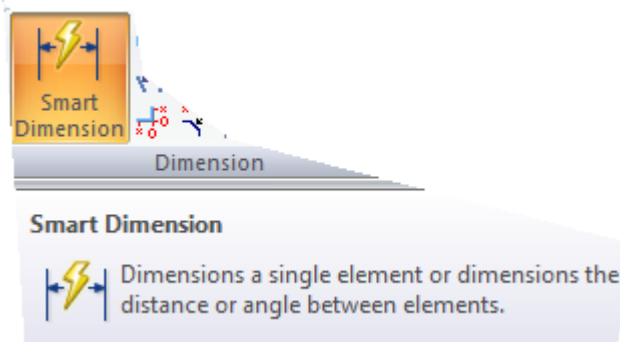 Smart
Dimension
Dimension
Smart Dimension
Dimensions a single element or dimensions the
distance or angle between elements.